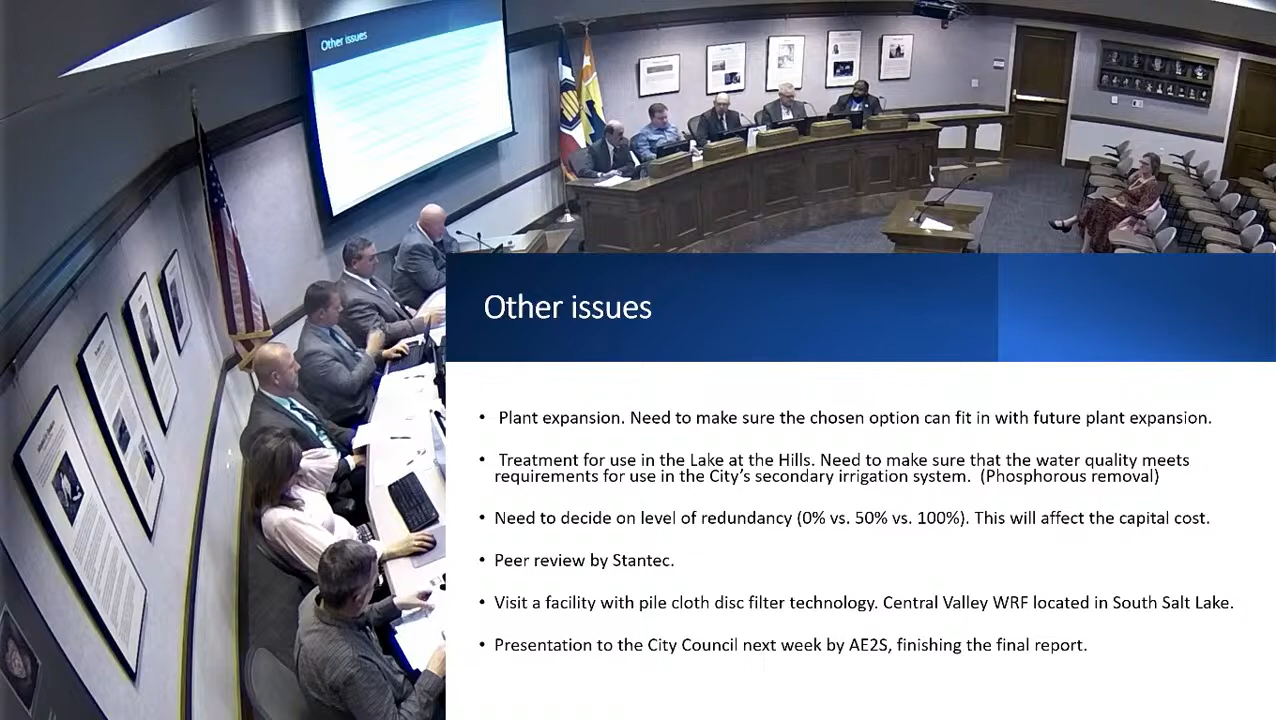 Other issues
Other issues
• Plant expansion. Need to make sure the chosen option can fit in with future plant expansion.
• Treatment for use in the Lake at the Hills. Need to make sure that the water quality meets
requirements for use in the City's secondary irrigation system. (Phosphorous removal)
• Need to decide on level of redundancy (0% vs. 50% vs. 100%). This will affect the capital cost.
• Peer review by Stantec.
• Visit a facility with pile cloth disc filter technology. Central Valley WRF located in South Salt Lake.
• Presentation to the City Council next week by AE2S, finishing the final report.